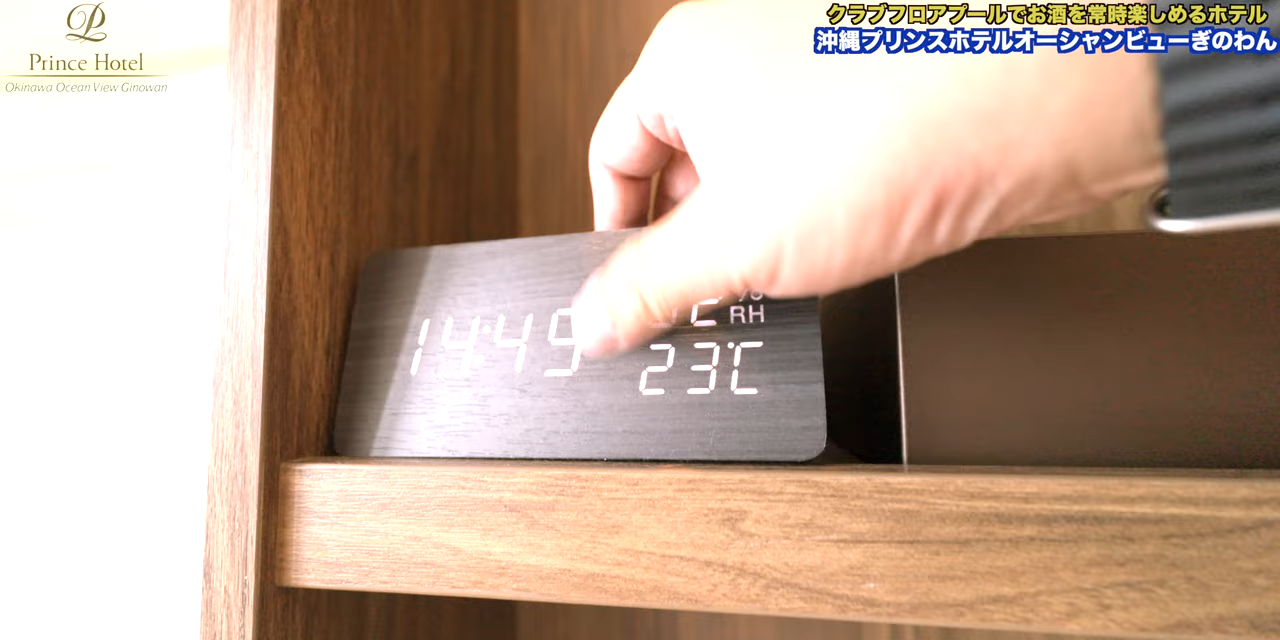 Prince Hotel
Okinawa Ocean View Ginowan
クラブフロアプールでお酒を常時楽しめるホテル
沖縄プリンスホテルオーシャンビューぎのわん
14:49
RH
23℃